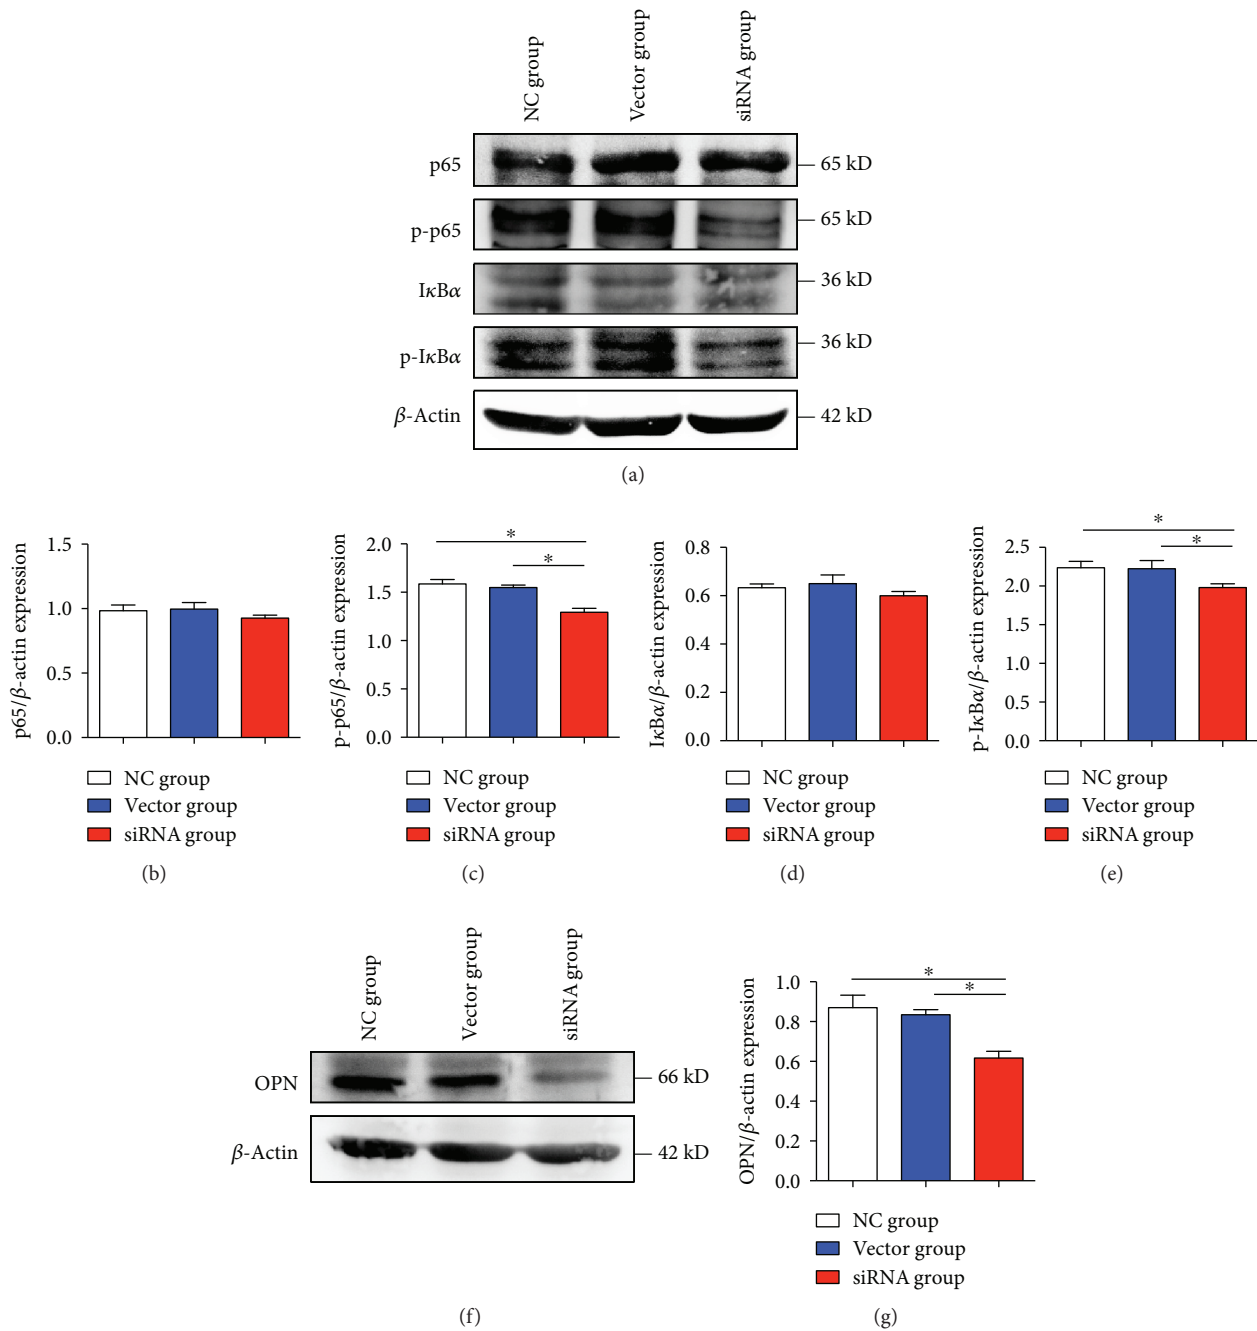 NC group
Vector group
siRNA group
p65
65 kD
p-p65
65 kD
IκBα
36 kD
p-IκBα
36 kD
β-Actin
42 kD
(a)
p65/β-actin expression
1.5
1.0
0.5
0.0
NC group
Vector group
siRNA group
(b)
p-p65/β-actin expression
2.0
1.5
1.0
1.5
0.0
*
*
NC group
Vector group
siRNA group
(c)
IκBα/β-actin expression
0.8
0.6
0.4
0.2
0.0
NC group
Vector group
siRNA group
(d)
p-IκBα/β-actin expression
2.5
2.0
2.5
1.0
0.5
0.0
*
*
NC group
Vector group
siRNA group
(e)
NC group
Vector group
siRNA group
OPN
66 kD
β-Actin
42 kD
(f)
OPN/β-actin expression
1.0
0.8
0.6
0.4
0.2
0.0
*
*
NC group
Vector group
siRNA group
(g)